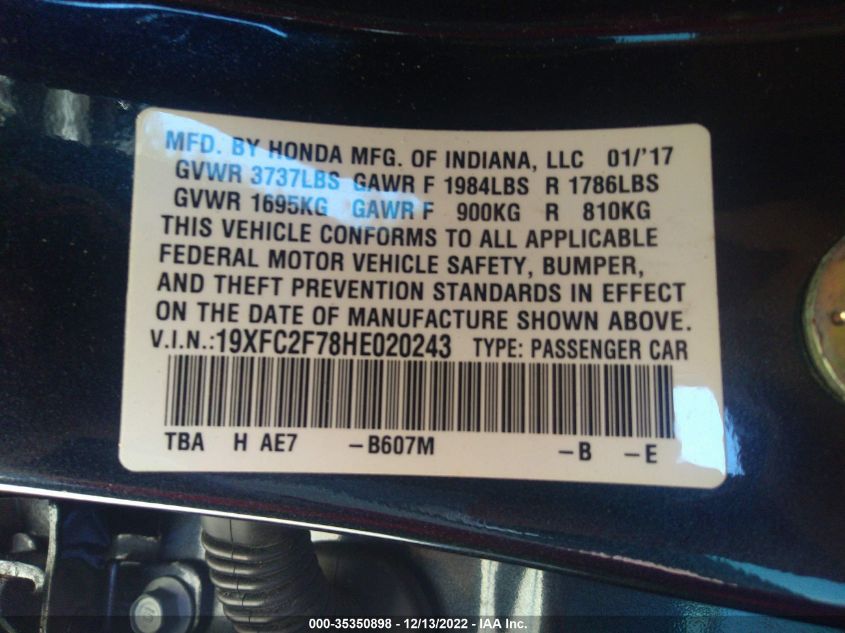 MFD. BY HONDA MFG. OF INDIANA, LLC 01/'17
GVWR 3737LBS GAWR F 1984LBS R 1786LBS
GVWR 1695KG GAWR F 900KG R 810KG
THIS VEHICLE CONFORMS TO ALL APPLICABLE
FEDERAL MOTOR VEHICLE SAFETY, BUMPER,
AND THEFT PREVENTION STANDARDS IN EFFECT
ON THE DATE OF MANUFACTURE SHOWN ABOVE.
V.I.N.:19XFC2F78HE020243 TYPE: PASSENGER CAR
TBA H AE7 –B607M –B –E
000-35350898 - 12/13/2022 - IAA Inc.